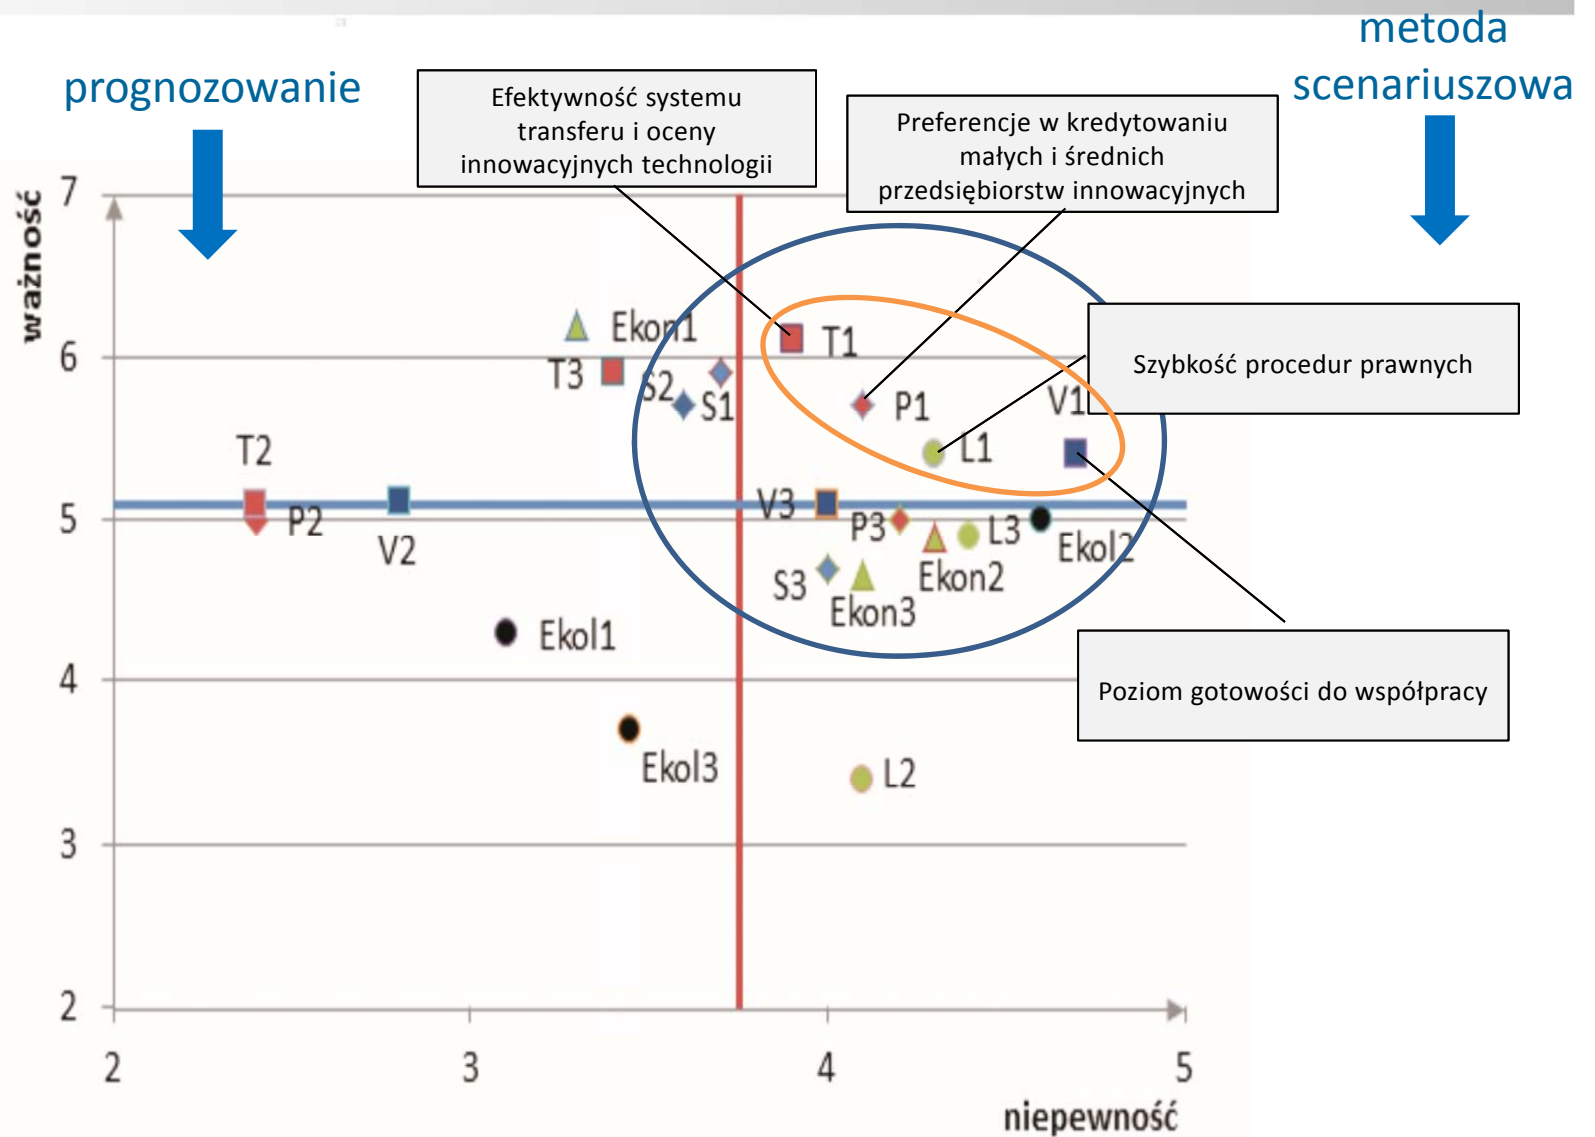 metoda
scenariuszowa
prognozowanie
Efektywność systemu
transferu i oceny
innowacyjnych technologii
Preferencje w kredytowaniu
małych i średnich
przedsiębiorstw innowacyjnych
Szybkość procedur prawnych
Poziom gotowości do współpracy
ważność
7
6
5
4
3
2
Ekon1
T1
T3
S2
S1
P1
V1
L1
T2
P2
V2
V3
P3
L3
Ekol2
Ekon2
S3
Ekon3
Ekol1
Ekol3
L2
2
3
4
5
niepewność